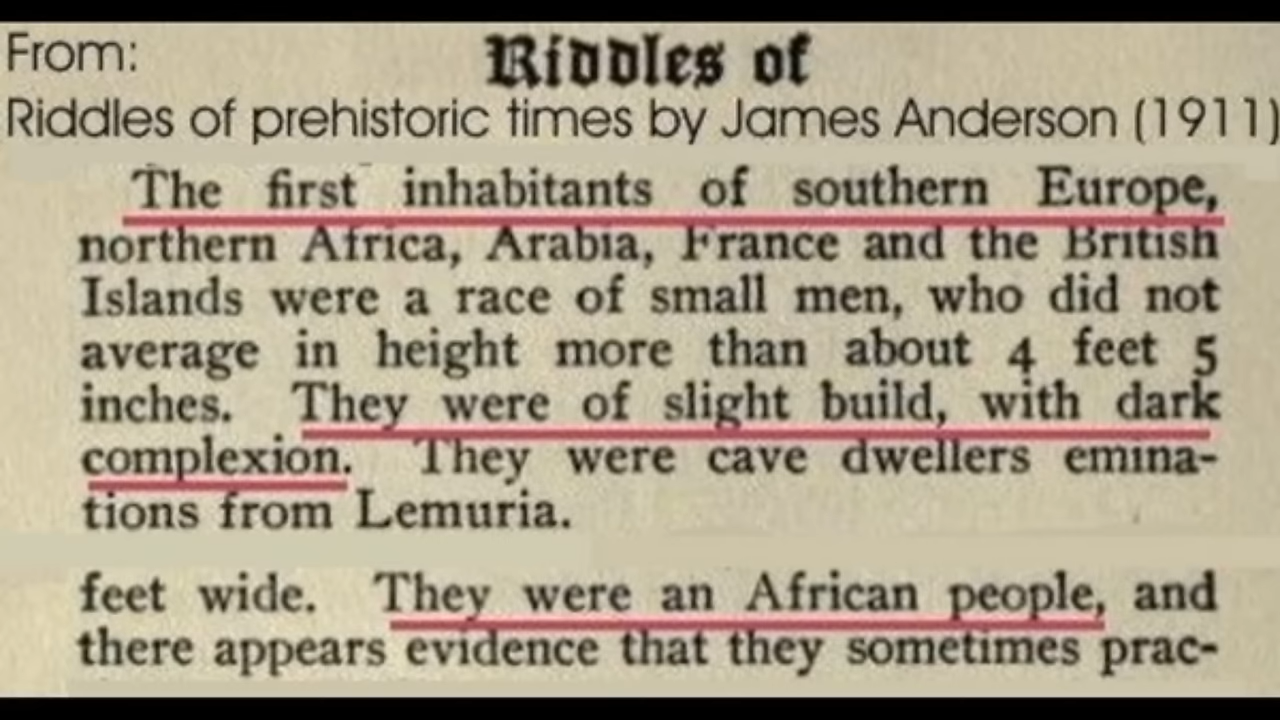 From:
Riddles of
Riddles of prehistoric times by James Anderson (1911)
The first inhabitants of southern Europe,
northern Africa, Arabia, France and the British
Islands were a race of small men, who did not
average in height more than about 4 feet 5
inches. They were of slight build, with dark
complexion. They were cave dwellers emina-
tions from Lemuria.
feet wide. They were an African people, and
there appears evidence that they sometimes prac-